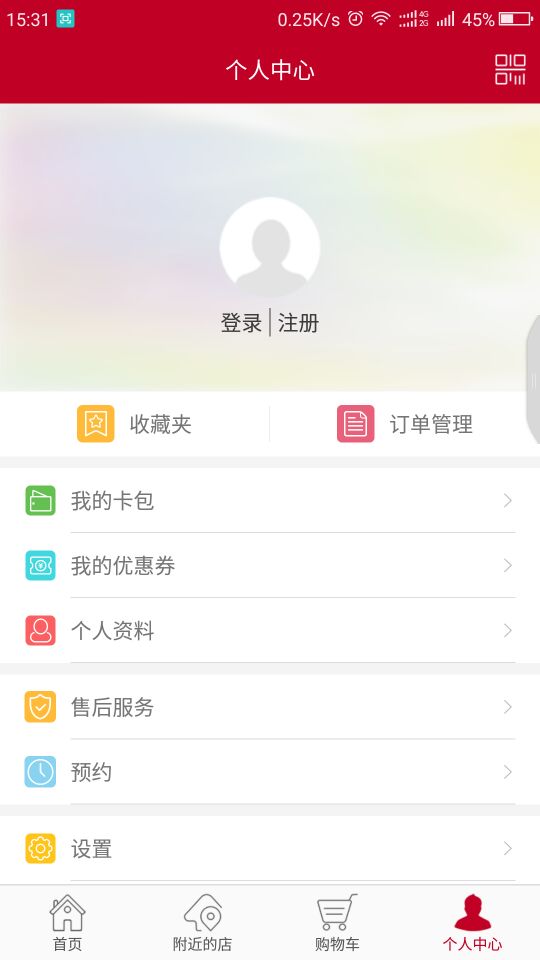 15:31 0.25K/s 4G 2G 45%
个人中心
登录 | 注册
收藏夹 订单管理
我的卡包
我的优惠券
个人资料
售后服务
预约
设置
首页 附近的店 购物车 个人中心